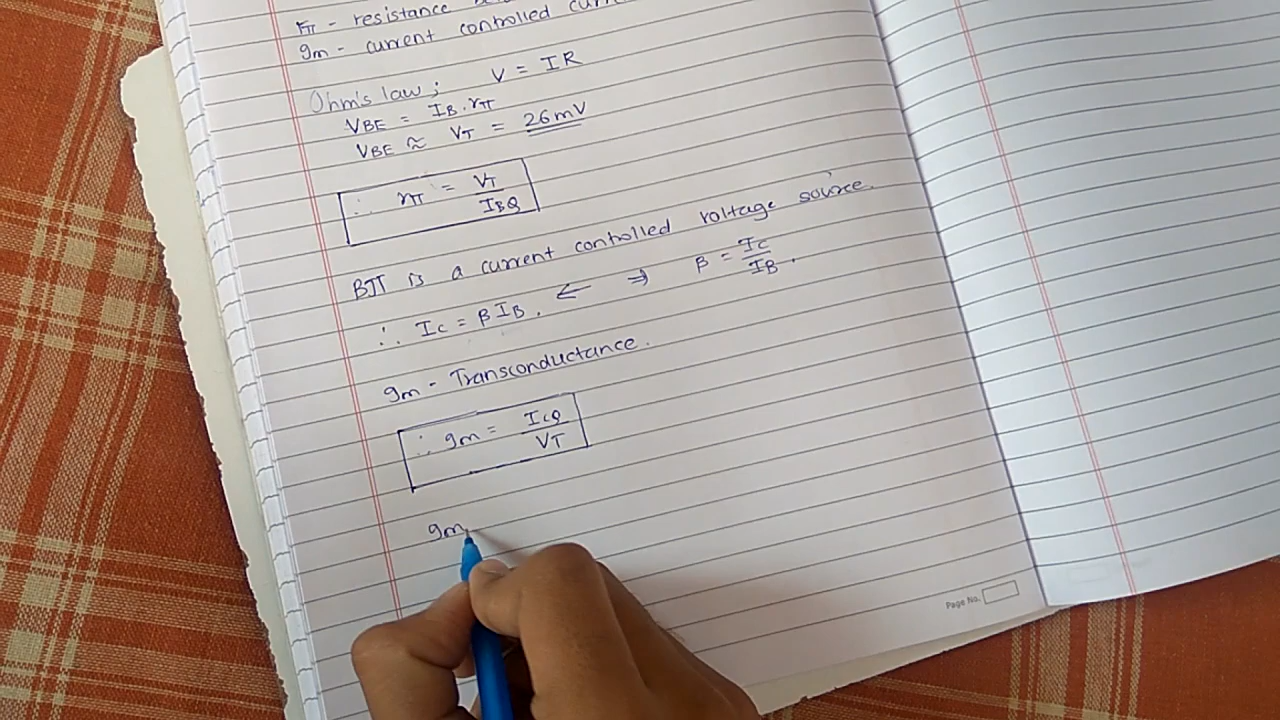 rπ - resistance
gm - current controlled
Ohm's law; V = IR
VBE = IB.rπ
VBE ≈ VT = 26mV
∴ rπ = VT/IBQ
BJT is a current controlled voltage source.
∴ IC = βIB. ⇐ ⇒ β = IC/IB.
gm - Transconductance.
∴ gm = ICQ/VT
gm
Page No.